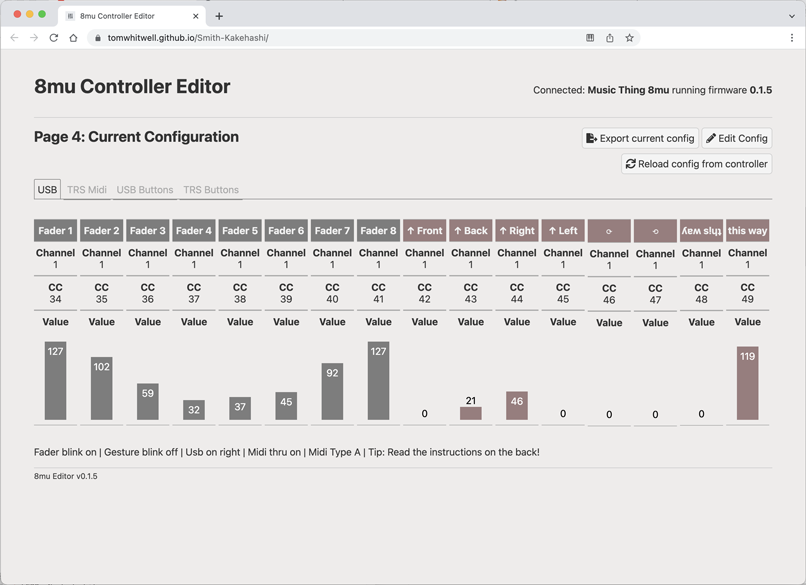 8mu Controller Editor
tomwhitwell.github.io/Smith-Kakehashi/
8mu Controller Editor
Connected: Music Thing 8mu running firmware 0.1.5
Page 4: Current Configuration
Export current config
Edit Config
Reload config from controller
USB TRS Midi USB Buttons TRS Buttons
Fader 1 Fader 2 Fader 3 Fader 4 Fader 5 Fader 6 Fader 7 Fader 8 ↑ Front ↑ Back ↑ Right ↑ Left ⟳ ⟲ this way this way
Channel Channel Channel Channel Channel Channel Channel Channel Channel Channel Channel Channel Channel Channel Channel Channel
1 1 1 1 1 1 1 1 1 1 1 1 1 1 1 1
CC CC CC CC CC CC CC CC CC CC CC CC CC CC CC CC
34 35 36 37 38 39 40 41 42 43 44 45 46 47 48 49
Value Value Value Value Value Value Value Value Value Value Value Value Value Value Value Value
127 102 59 32 37 45 92 127 0 21 46 0 0 0 0 119
Fader blink on | Gesture blink off | Usb on right | Midi thru on | Midi Type A | Tip: Read the instructions on the back!
8mu Editor v0.1.5